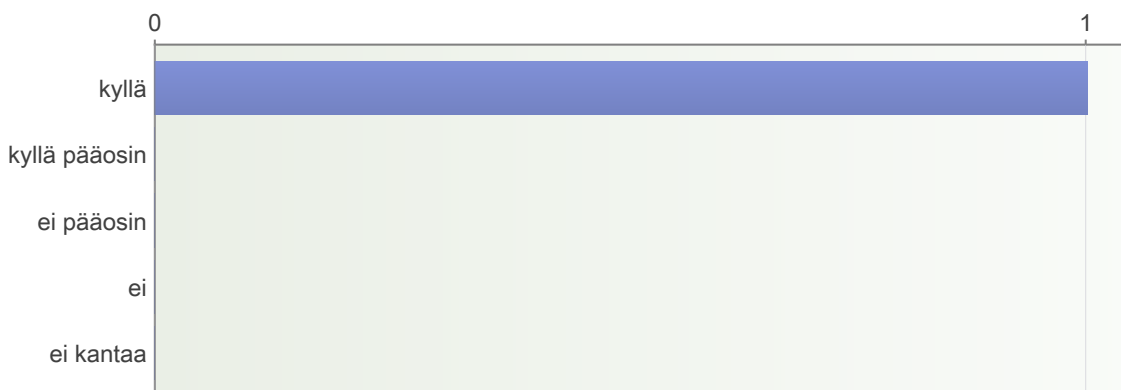 0 1
kyllä
kyllä pääosin
ei pääosin
ei
ei kantaa